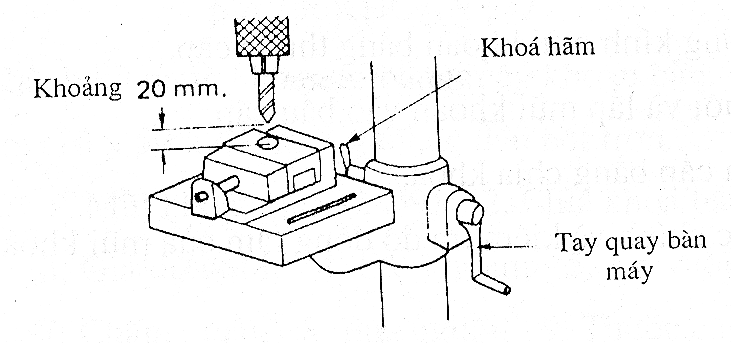 Khoá hãm
Khoảng 20 mm.
Tay quay bàn
máy